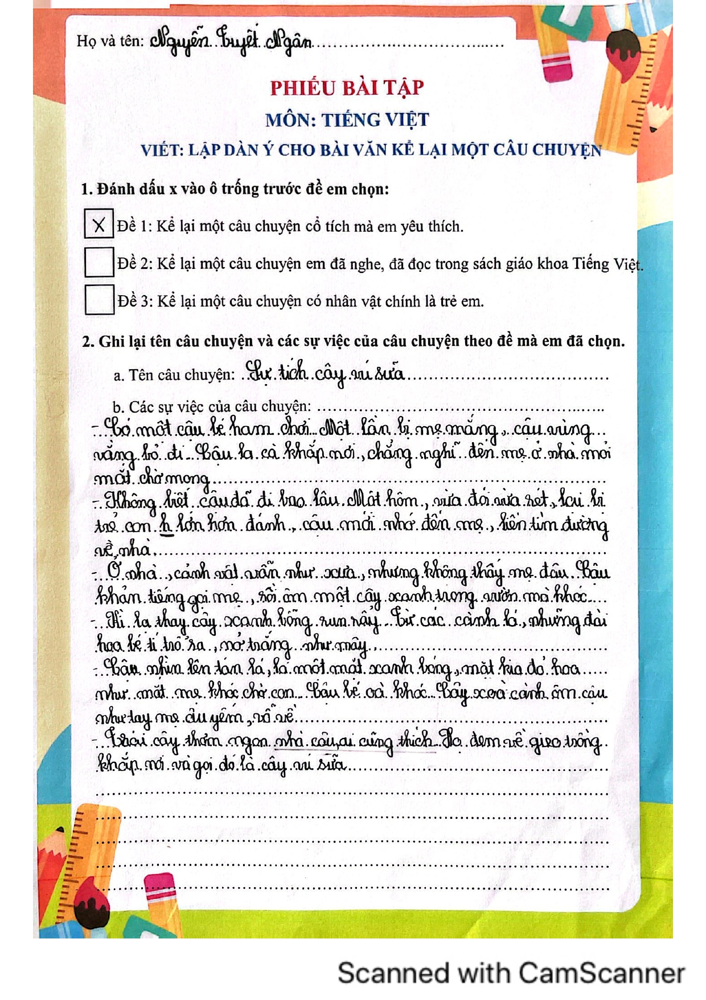 Họ và tên: Nguyễn Tuyết Ngân
PHIẾU BÀI TẬP
MÔN: TIẾNG VIỆT
VIẾT: LẬP DÀN Ý CHO BÀI VĂN KỂ LẠI MỘT CÂU CHUYỆN
1. Đánh dấu x vào ô trống trước đề em chọn:
X Đề 1: Kể lại một câu chuyện cổ tích mà em yêu thích.
Đề 2: Kể lại một câu chuyện em đã nghe, đã đọc trong sách giáo khoa Tiếng Việt.
Đề 3: Kể lại một câu chuyện có nhân vật chính là trẻ em.
2. Ghi lại tên câu chuyện và các sự việc của câu chuyện theo đề mà em đã chọn.
a. Tên câu chuyện: Sự tích cây vú sữa
b. Các sự việc của câu chuyện:
- Có một cậu bé ham chơi. Một lần bị mẹ mắng, cậu vùng
vằng bỏ đi. Cậu la cà khắp nơi, chẳng nghĩ đến mẹ ở nhà mỏi
mắt chờ mong
- Không biết cậu đã đi bao lâu. Một hôm, vừa đói vừa rét, lại bị
trẻ con h lớn hơn đánh, cậu mới nhớ đến mẹ, liền tìm đường
về nhà.
- Ở nhà, cảnh vật vẫn như xưa, nhưng không thấy mẹ đâu. Cậu
khản tiếng gọi mẹ, rồi ôm một cây xanh trong vườn mà khóc.
- Kì lạ thay cây xanh bỗng run rẩy. Từ các cành lá, những đài
hoa bé tí trổ ra, nở trắng như mây.
- Cậu nhìn lên tán lá, lá một mặt xanh bóng, mặt kia đỏ hoe
như mắt mẹ khóc chờ con. Cậu bé oà khóc. Cây xoà cành ôm cậu
như tay mẹ âu yếm, vỗ về
- Trái cây thơm ngon nhà cậu, ai cũng thích. Họ đem về gieo trồng
khắp nơi và gọi đó là cây vú sữa
Scanned with CamScanner